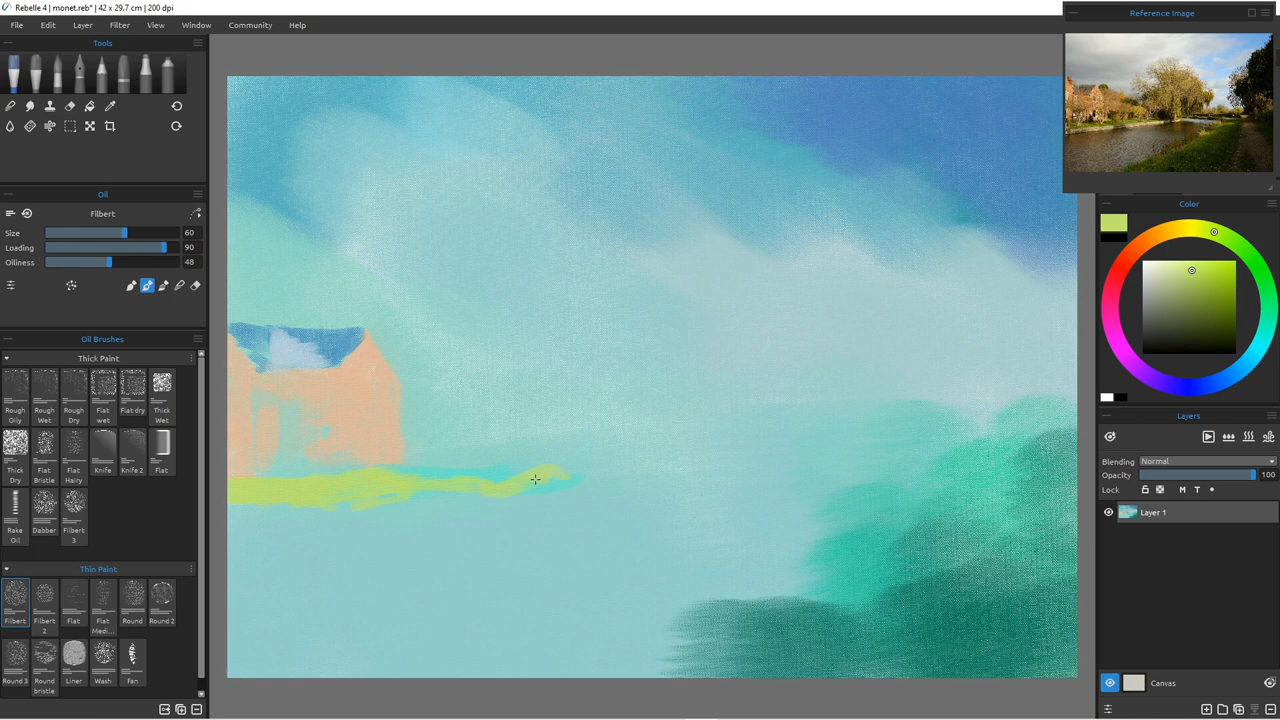 Rebelle 4 | monet.reb* | 42 x 29.7 cm | 200 dpi
File Edit View Layer Filter View Window Community Help
Reference Image
Tools
Oil
Filbert
Size 60
Loading 90
Oiliness 48
Oil Brushes
Thick Paint
Rough Oily
Rough Wet
Rough Dry
Flat wet
Flat dry
Thick Wet
Thick Dry
Flat Bristle
Flat Hairy
Knife
Knife 2
Flat
Rake Oil
Dabber
Filbert 3
Thin Paint
Filbert
Filbert 2
Flat
Flat Medi...
Round
Round 2
Round 3
Round bristle
Liner
Wash
Fan
Color
Layers
Blending Normal
Opacity 100
Lock M T
Layer 1
Canvas